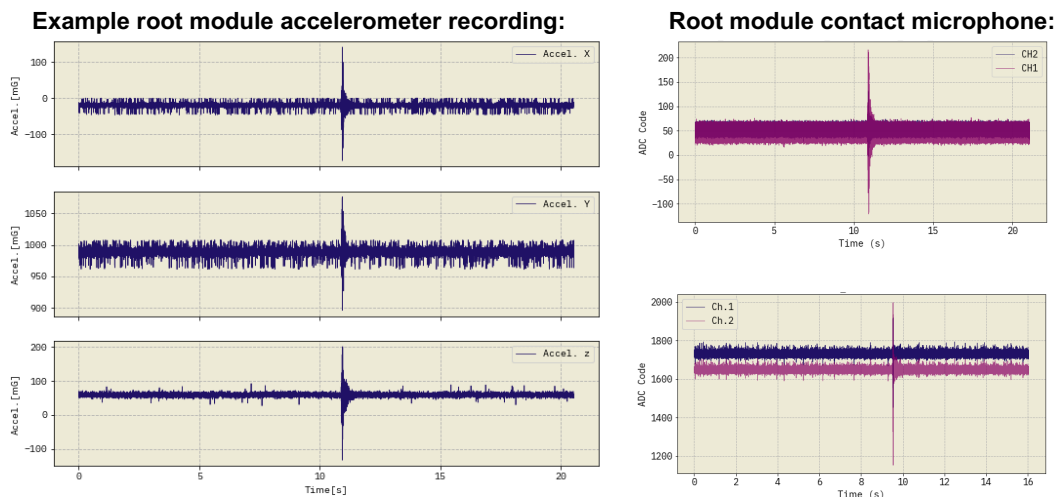 Example root module accelerometer recording:
Accel. X
100
0
−100
Accel.[mG]
Accel. Y
1050
1000
950
900
Accel.[mG]
Accel. z
200
100
0
−100
Accel.[mG]
0 5 10 15 20
Time[s]
Root module contact microphone:
CH2
CH1
200
150
100
50
0
−50
−100
ADC Code
0 5 10 15 20
Time (s)
Ch.1
Ch.2
2000
1800
1600
1400
1200
ADC Code
0 2 4 6 8 10 12 14 16
Time (s)